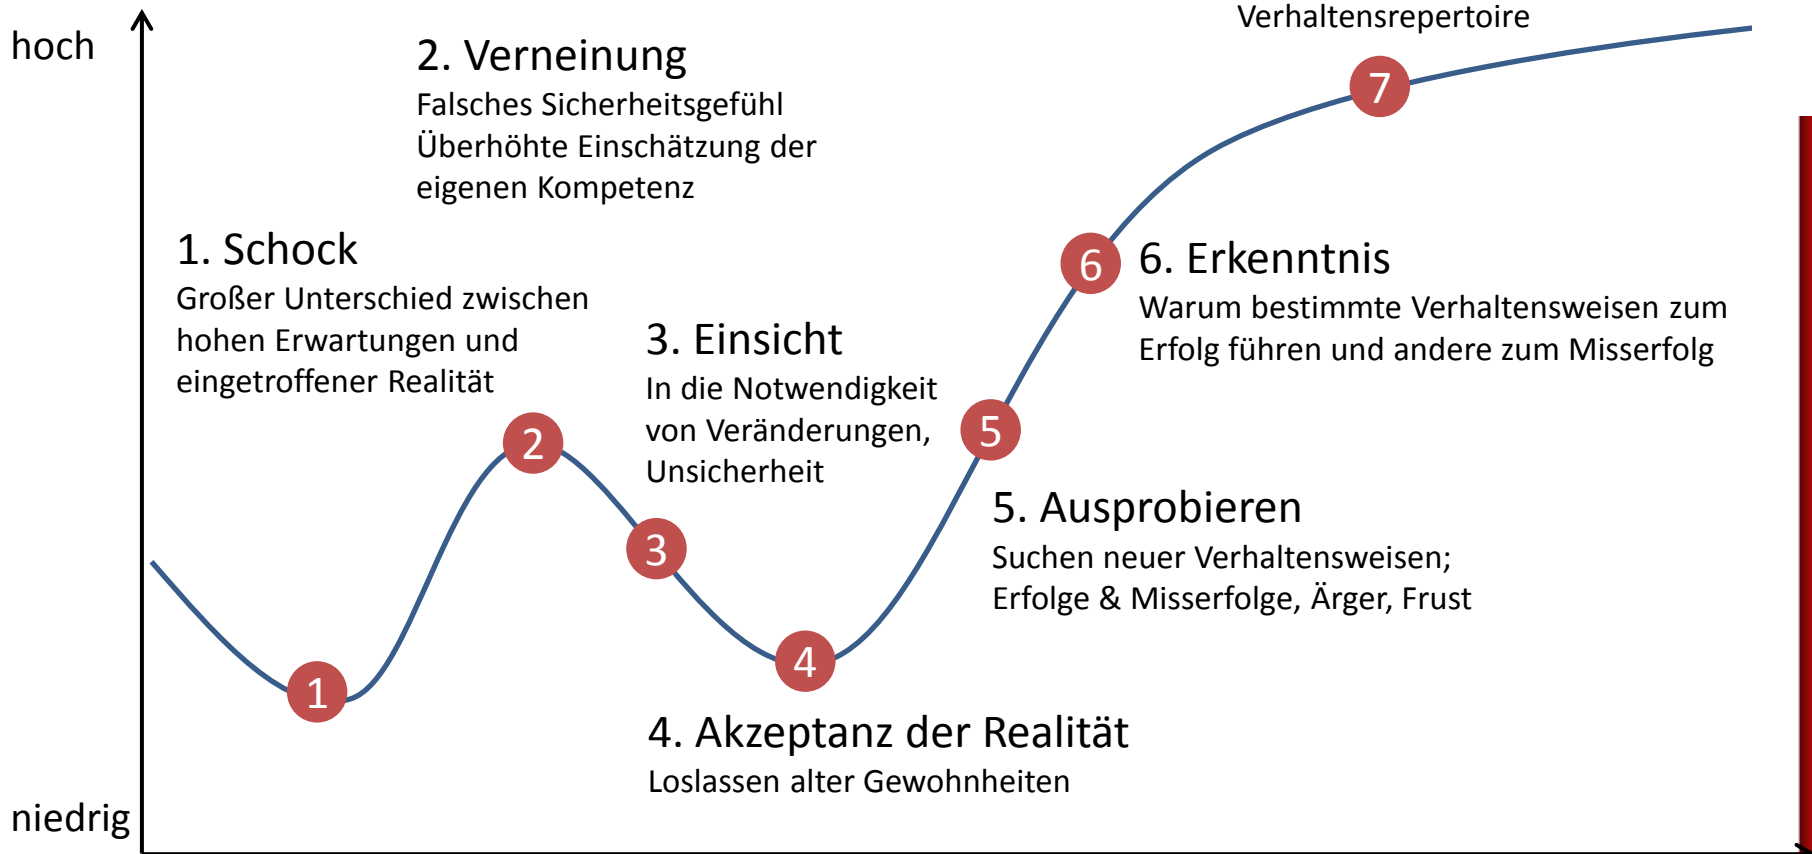 Verhaltensrepertoire
hoch
2. Verneinung
Falsches Sicherheitsgefühl
Überhöhte Einschätzung der
eigenen Kompetenz
7
1. Schock
Großer Unterschied zwischen
hohen Erwartungen und
eingetroffener Realität
6
6. Erkenntnis
Warum bestimmte Verhaltensweisen zum
Erfolg führen und andere zum Misserfolg
3. Einsicht
In die Notwendigkeit
von Veränderungen,
Unsicherheit
2
5
3
5. Ausprobieren
Suchen neuer Verhaltensweisen;
Erfolge & Misserfolge, Ärger, Frust
1
4
4. Akzeptanz der Realität
Loslassen alter Gewohnheiten
niedrig